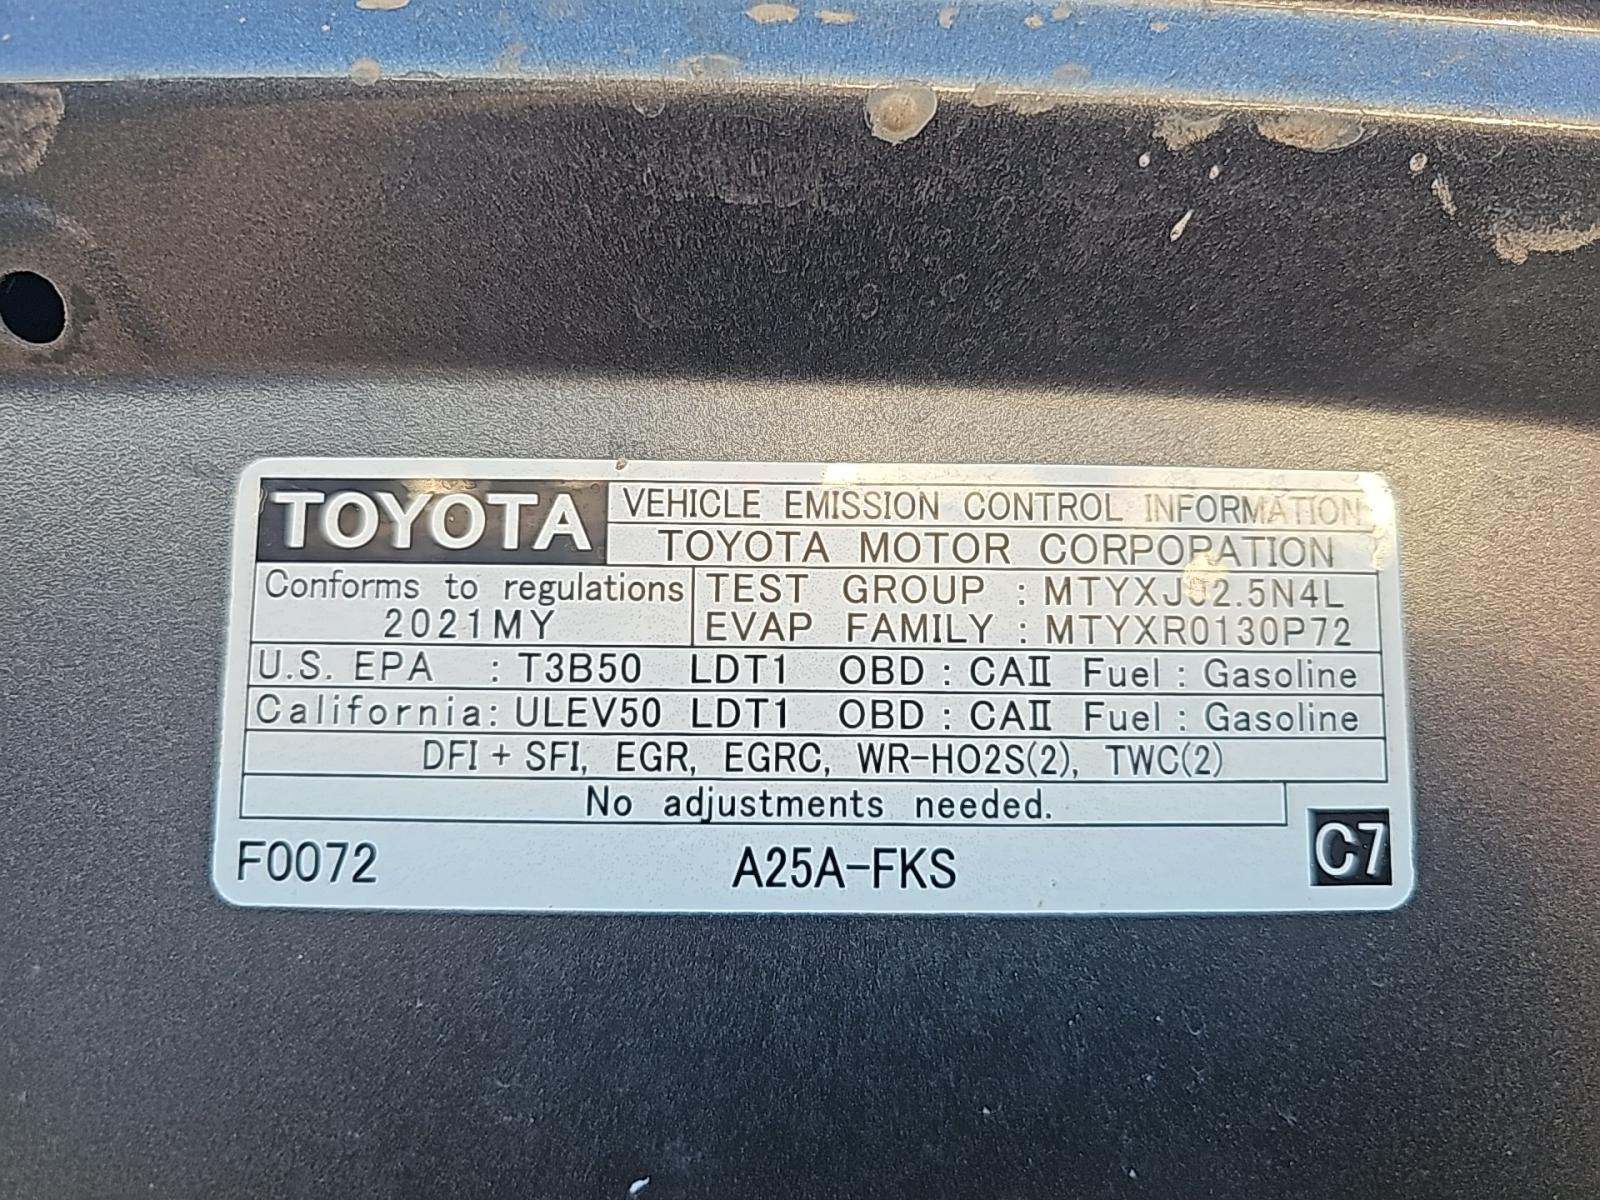 TOYOTA VEHICLE EMISSION CONTROL INFORMATION
TOYOTA MOTOR CORPORATION
Conforms to regulations
2021MY
TEST GROUP : MTYXJ02.5N4L
EVAP FAMILY : MTYXR0130P72
U.S. EPA : T3B50 LDT1 OBD : CAII Fuel : Gasoline
California: ULEV50 LDT1 OBD : CAII Fuel : Gasoline
DFI + SFI, EGR, EGRC, WR-HO2S(2), TWC(2)
No adjustments needed.
F0072 A25A-FKS C7